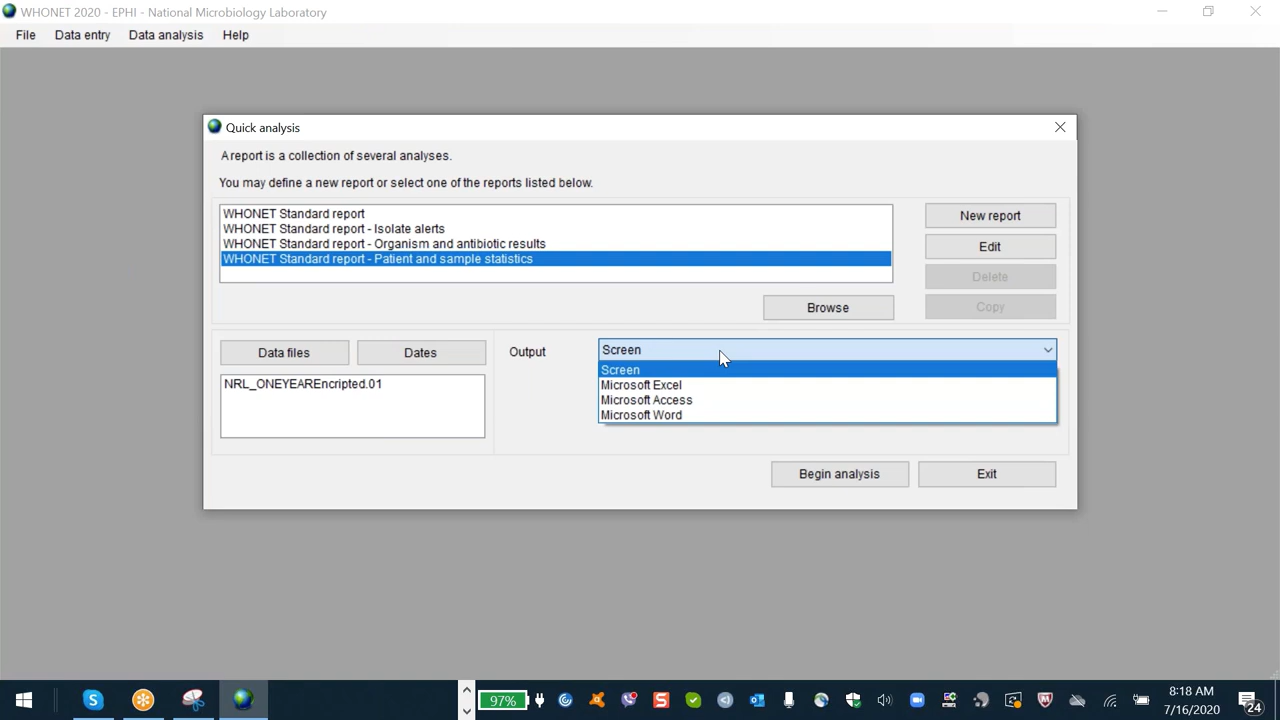 WHONET 2020 - EPHI - National Microbiology Laboratory
File Data entry Data analysis Help
Quick analysis
A report is a collection of several analyses.
You may define a new report or select one of the reports listed below.
WHONET Standard report
WHONET Standard report - Isolate alerts
WHONET Standard report - Organism and antibiotic results
WHONET Standard report - Patient and sample statistics
New report
Edit
Delete
Copy
Browse
Data files Dates
NRL_ONEYEAREncripted.01
Output Screen
Screen
Microsoft Excel
Microsoft Access
Microsoft Word
Begin analysis Exit
97%
8:18 AM
7/16/2020
24